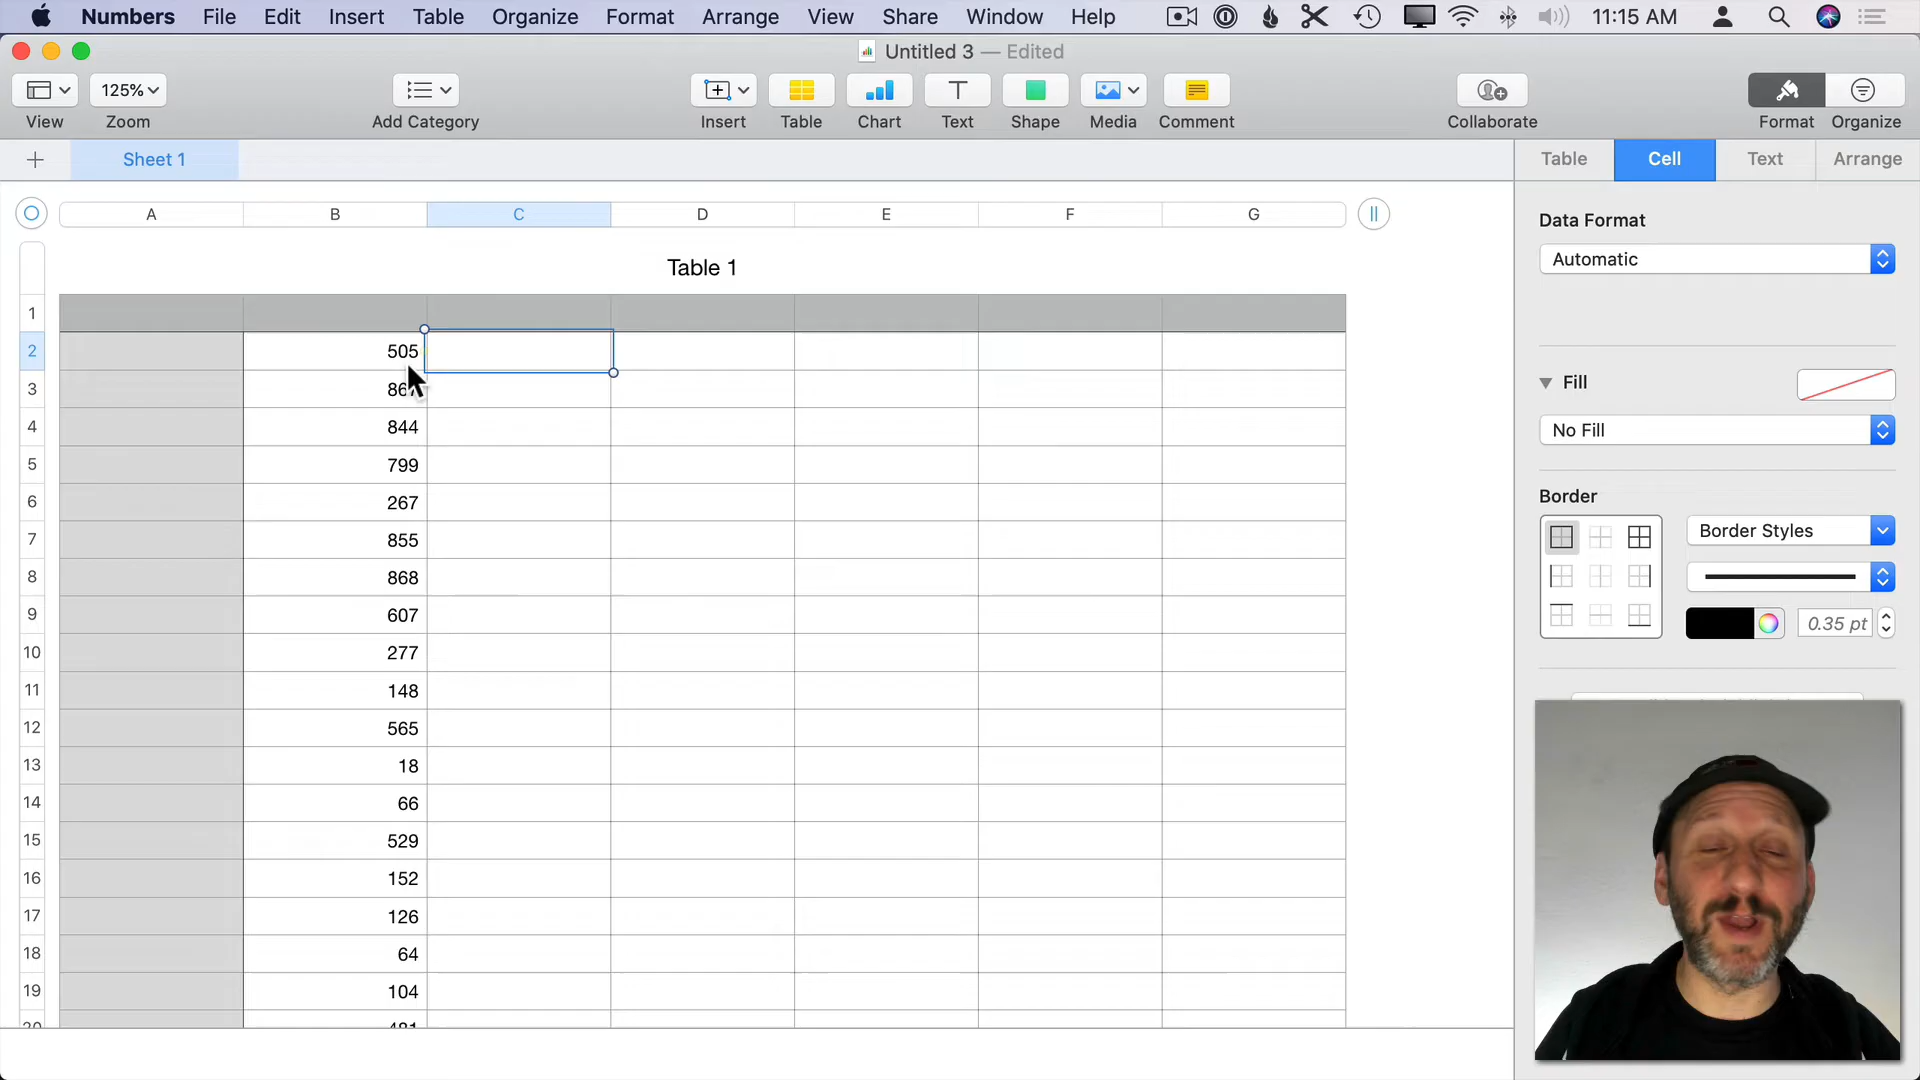 Numbers File Edit Insert Table Organize Format Arrange View Share Window Help 11:15 AM
Untitled 3 — Edited
125%
View Zoom Add Category Insert Table Chart Text Shape Media Comment Collaborate Format Organize
Sheet 1
Table Cell Text Arrange
A B C D E F G
Data Format
Automatic
Table 1
1
2 505
3
4 844
5 799
6 267
7 855
8 868
9 607
10 277
11 148
12 565
13 18
14 66
15 529
16 152
17 126
18 64
19 104
20 481
Fill
No Fill
Border
Border Styles
0.35 pt